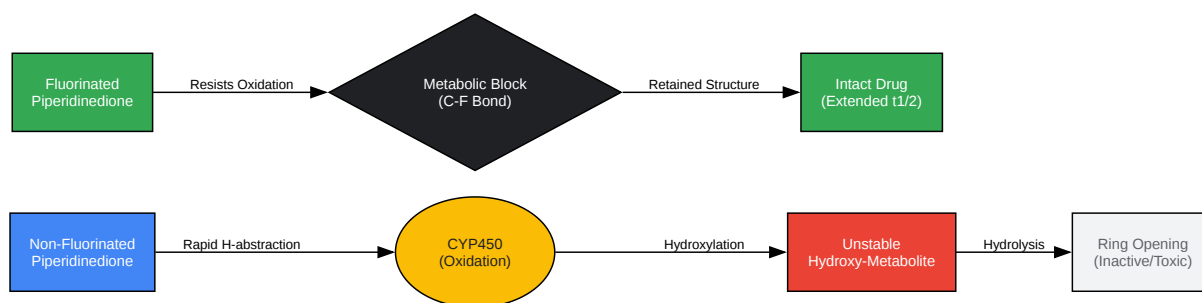 Fluorinated
Piperidinedione
Resists Oxidation
Metabolic Block
(C-F Bond)
Retained Structure
Intact Drug
(Extended t1/2)
Non-Fluorinated
Piperidinedione
Rapid H-abstraction
CYP450
(Oxidation)
Hydroxylation
Unstable
Hydroxy-Metabolite
Hydrolysis
Ring Opening
(Inactive/Toxic)